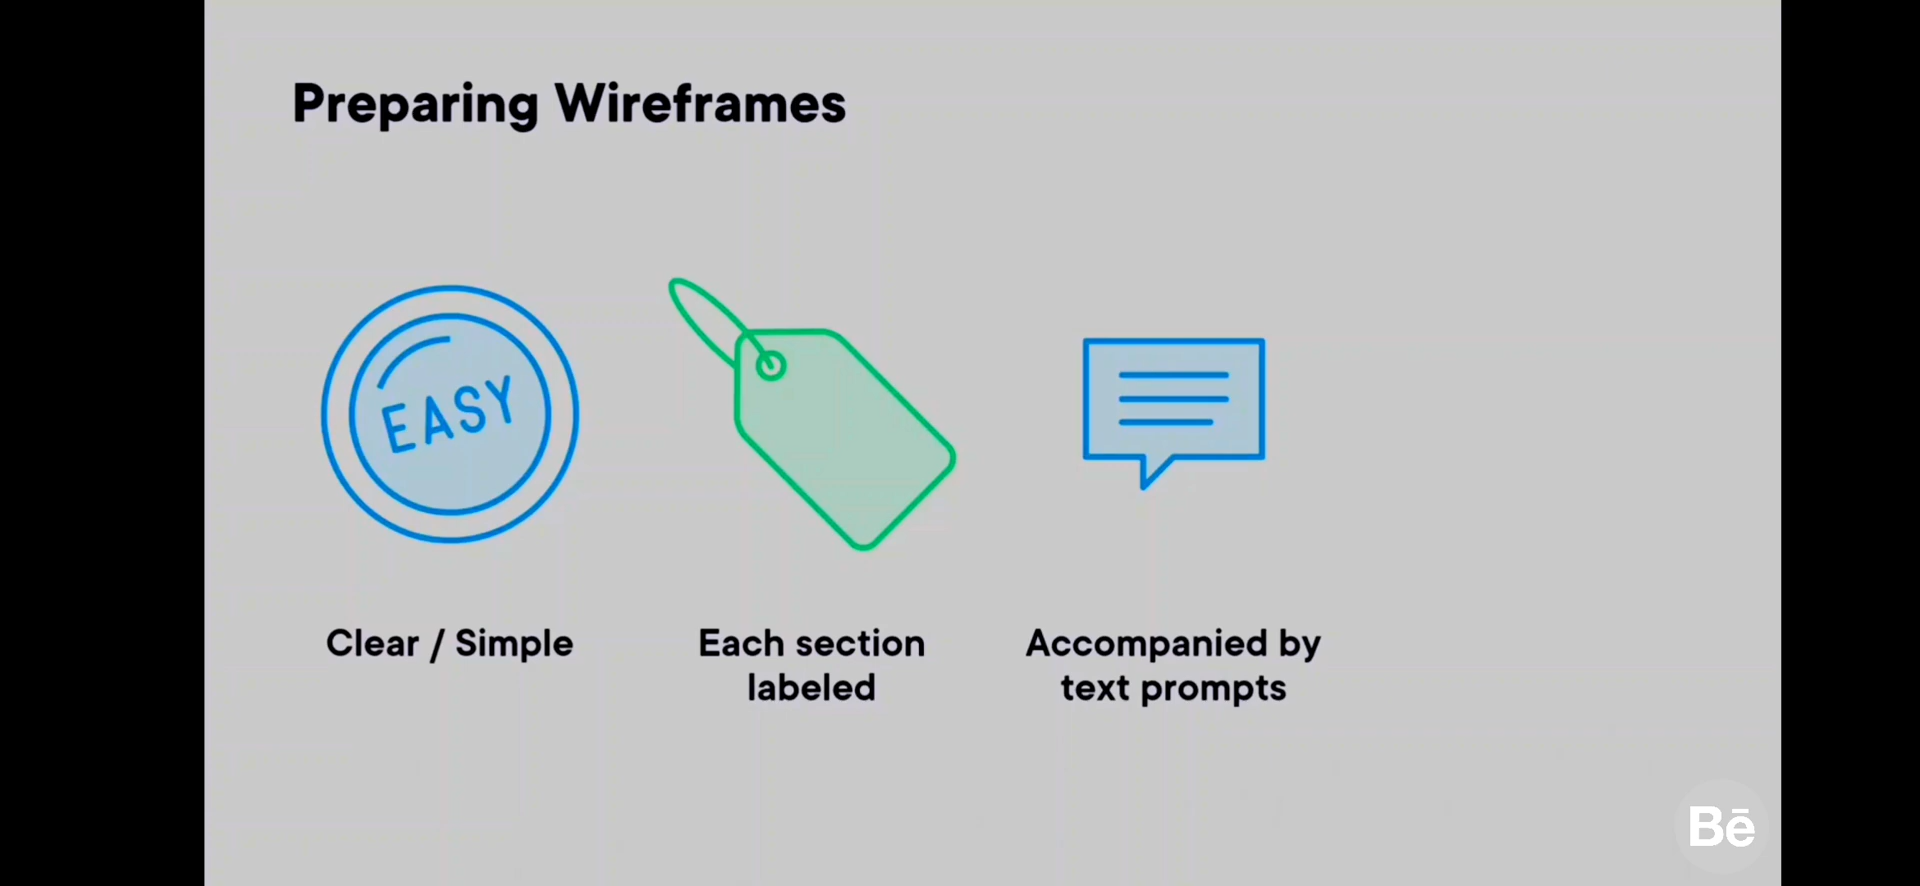 Preparing Wireframes
EASY
Clear / Simple
Each section
labeled
Accompanied by
text prompts
Bē